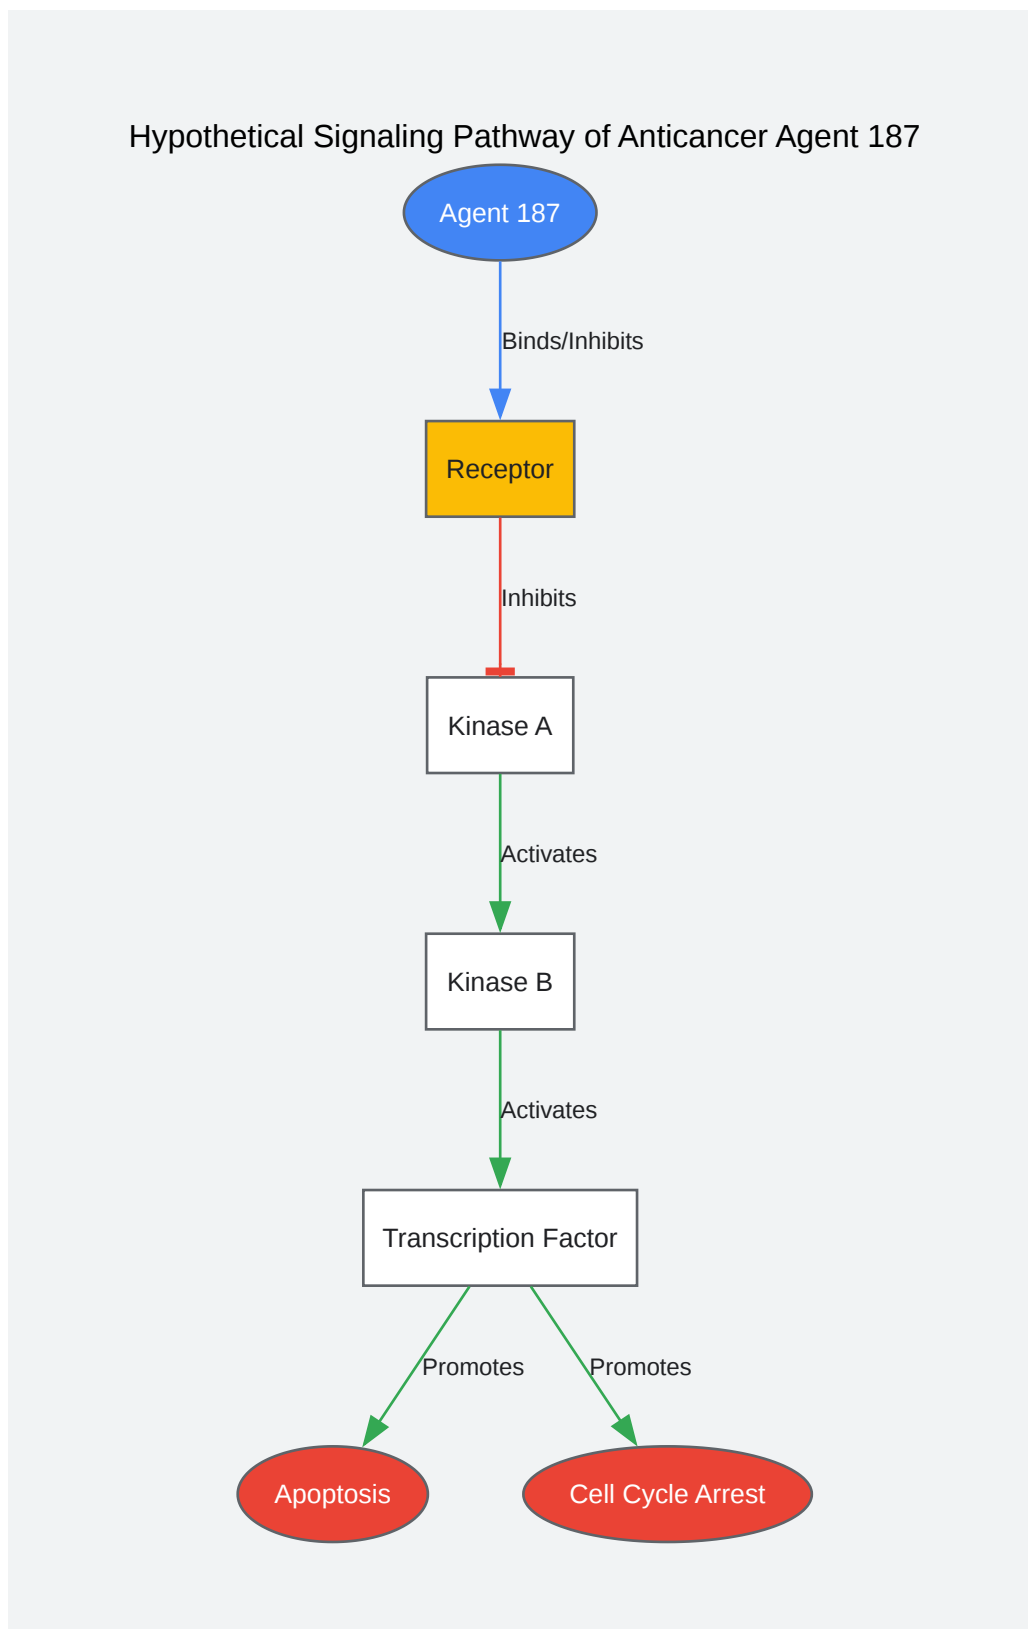 Hypothetical Signaling Pathway of Anticancer Agent 187
Agent 187
Binds/Inhibits
Receptor
Inhibits
Kinase A
Activates
Kinase B
Activates
Transcription Factor
Promotes
Promotes
Apoptosis
Cell Cycle Arrest